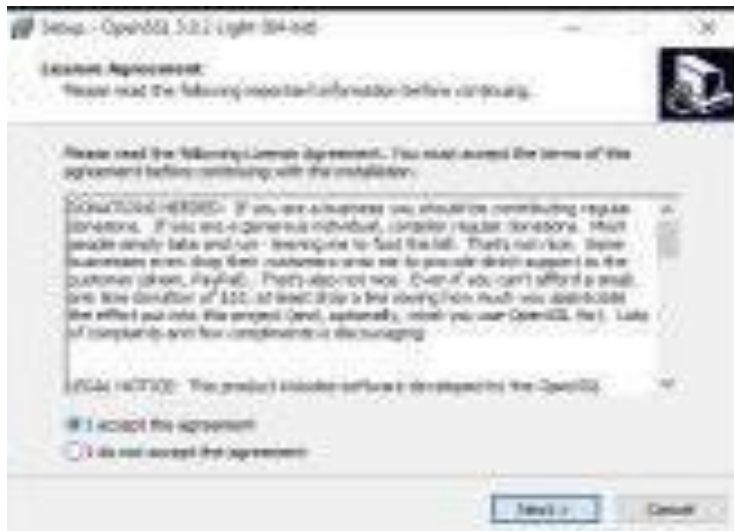 Setup - OpenSSL 3.0.2 Light (64-bit)
License Agreement
Please read the following important information before continuing.
Please read the following License Agreement. You must accept the terms of this
agreement before continuing with the installation.
DONATIONS NEEDED: If you are a business you should be contributing regular
donations. If you are a generous individual, consider regular donations. Most
people simply take and run - leaving me to foot the bill. That's not nice. Some
businesses even drop their customers onto me to provide direct support to the
customer (ahem, PayPal). That's also not nice. Even if you can't afford a small,
one time donation of $10, at least drop a line saying how much you appreciate
the effort put into this project (and, optionally, what you use OpenSSL for). Lots
of complaints and few compliments is discouraging.
LEGAL NOTICE: This product includes software developed by the OpenSSL
I accept the agreement
I do not accept the agreement
Next >
Cancel